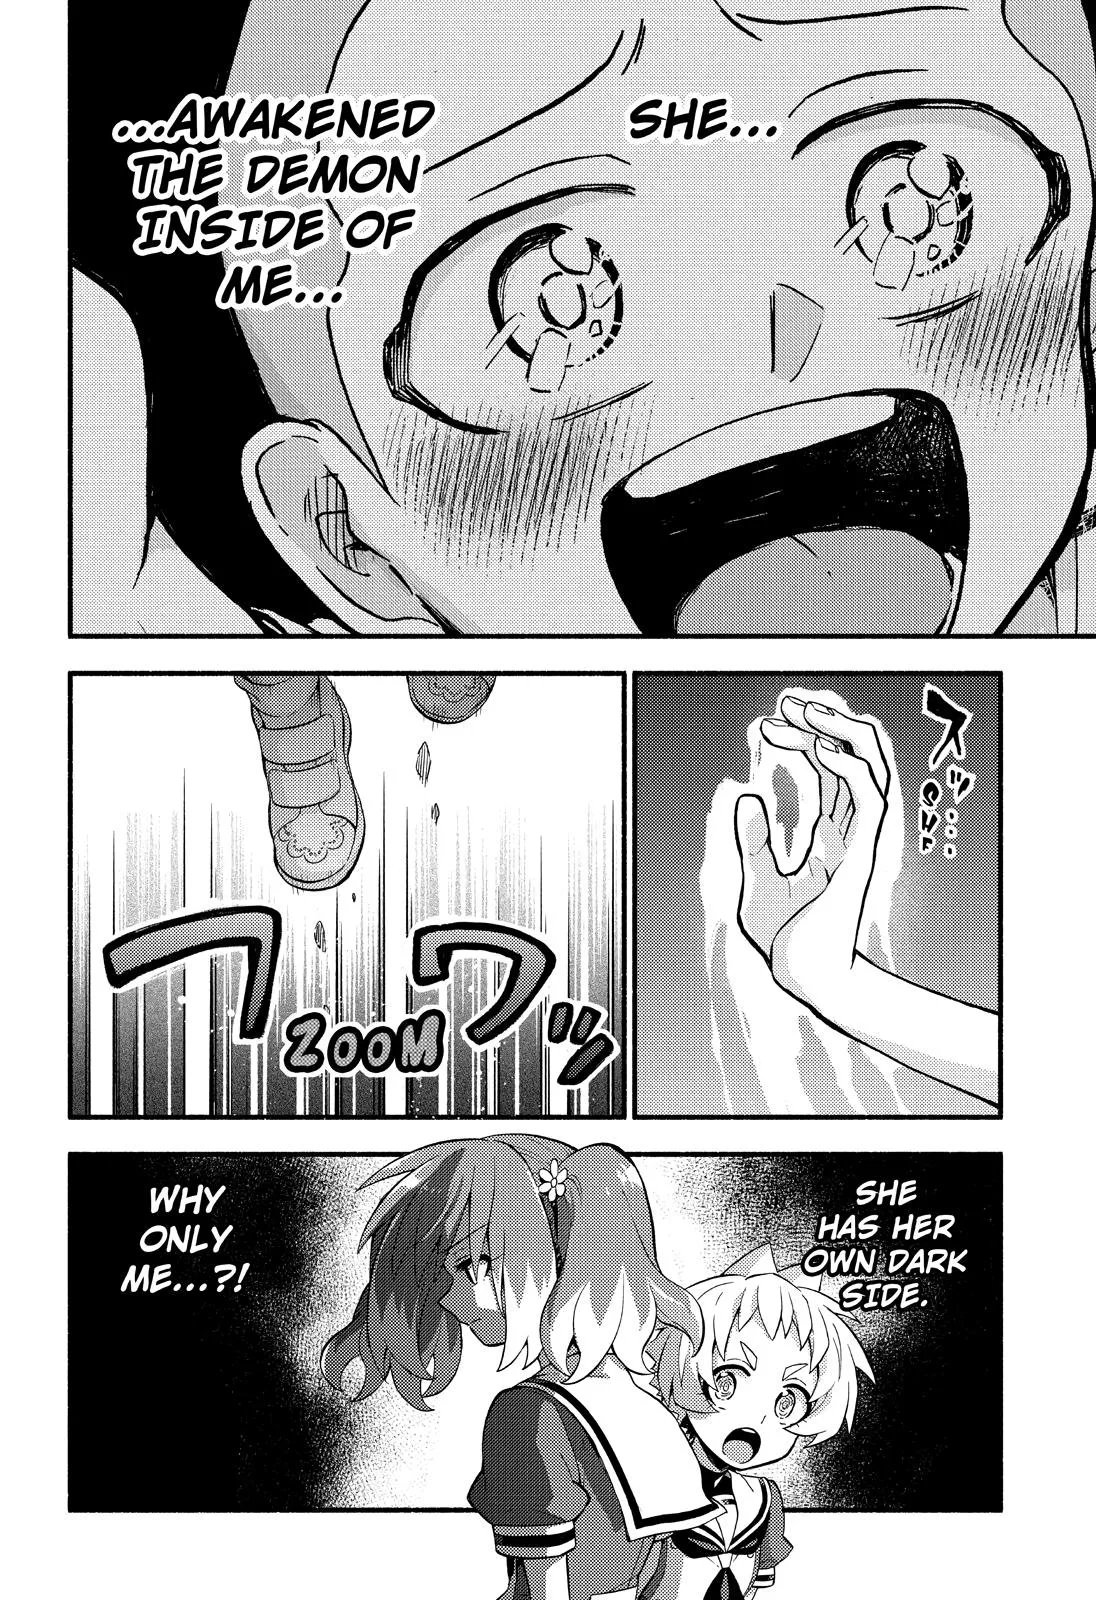 SHE...
...AWAKENED
THE DEMON
INSIDE OF
ME...
スッ...
フワッ
ZOOM
SHE
HAS HER
OWN DARK
SIDE.
WHY
ONLY
ME...?!